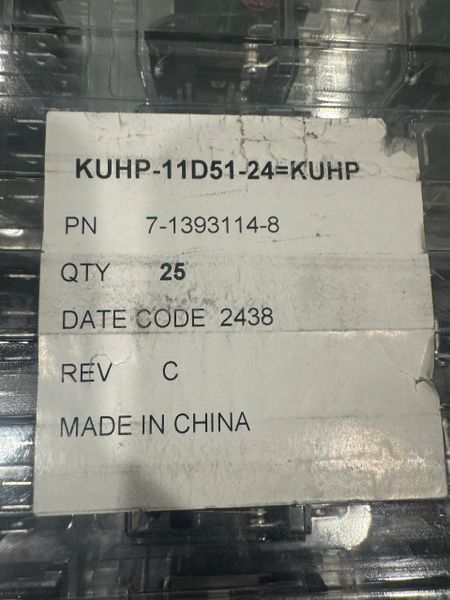 KUHP-11D51-24=KUHP
PN 7-1393114-8
QTY 25
DATE CODE 2438
REV C
MADE IN CHINA